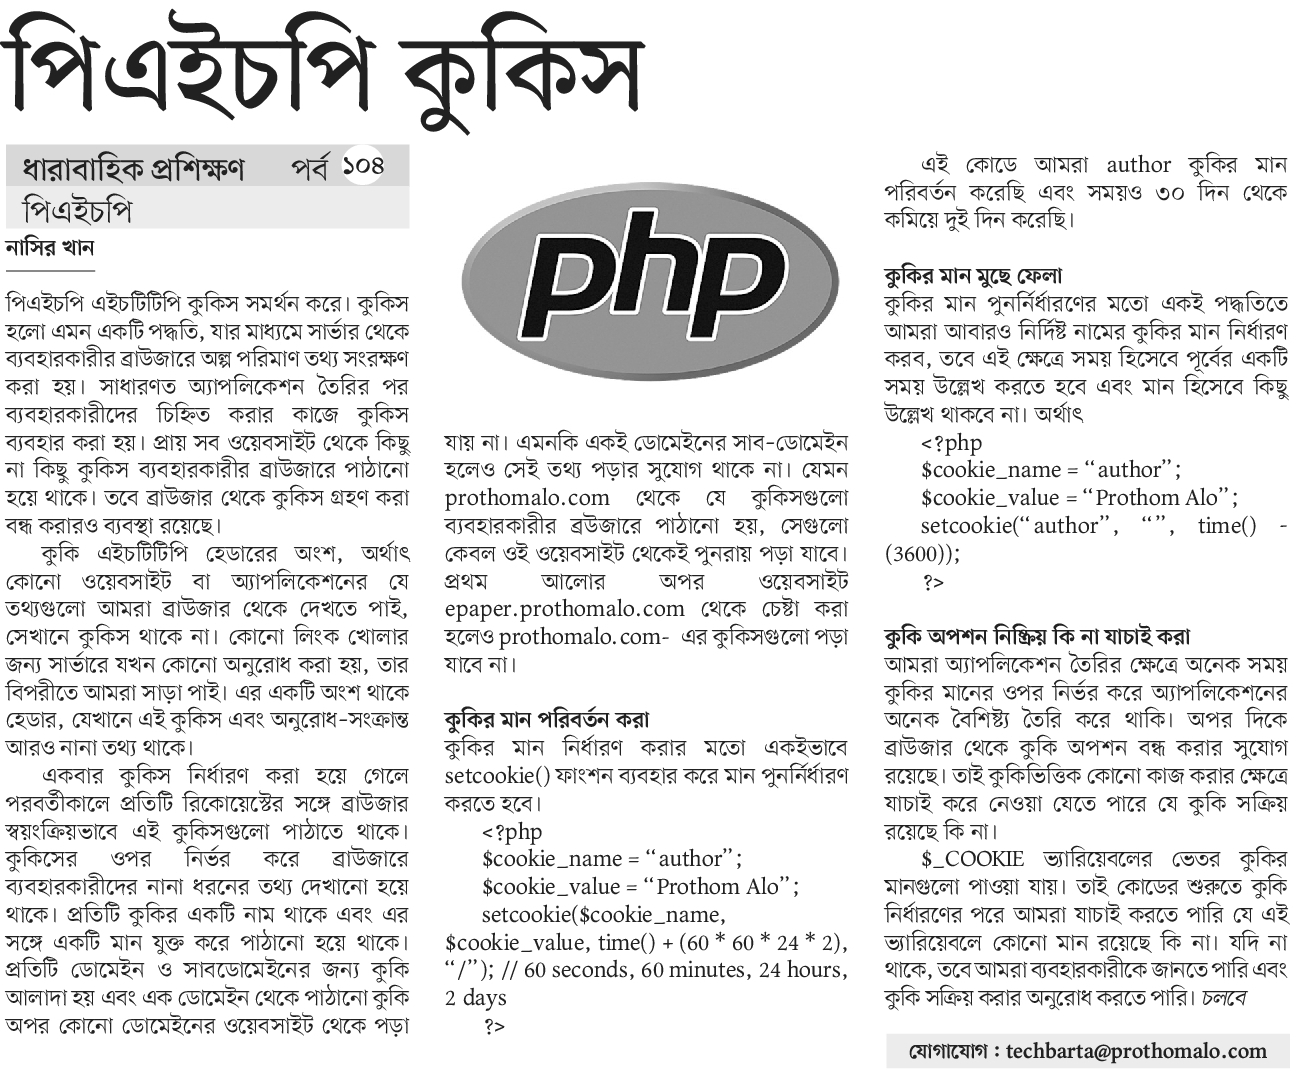 পিএইচপি কুকিস
ধারাবাহিক প্রশিক্ষণ পর্ব ১০৪
পিএইচপি
নাসির খান
পিএইচপি এইচটিটিপি কুকিস সমর্থন করে। কুকিস
হলো এমন একটি পদ্ধতি, যার মাধ্যমে সার্ভার থেকে
ব্যবহারকারীর ব্রাউজারে অল্প পরিমাণ তথ্য সংরক্ষণ
করা হয়। সাধারণত অ্যাপলিকেশন তৈরির পর
ব্যবহারকারীদের চিহ্নিত করার কাজে কুকিস
ব্যবহার করা হয়। প্রায় সব ওয়েবসাইট থেকে কিছু
না কিছু কুকিস ব্যবহারকারীর ব্রাউজারে পাঠানো
হয়ে থাকে। তবে ব্রাউজার থেকে কুকিস গ্রহণ করা
বন্ধ করারও ব্যবস্থা রয়েছে।
কুকি এইচটিটিপি হেডারের অংশ, অর্থাৎ
কোনো ওয়েবসাইট বা অ্যাপলিকেশনের যে
তথ্যগুলো আমরা ব্রাউজার থেকে দেখতে পাই,
সেখানে কুকিস থাকে না। কোনো লিংক খোলার
জন্য সার্ভারে যখন কোনো অনুরোধ করা হয়, তার
বিপরীতে আমরা সাড়া পাই। এর একটি অংশ থাকে
হেডার, যেখানে এই কুকিস এবং অনুরোধ-সংক্রান্ত
আরও নানা তথ্য থাকে।
একবার কুকিস নির্ধারণ করা হয়ে গেলে
পরবর্তীকালে প্রতিটি রিকোয়েস্টের সঙ্গে ব্রাউজার
স্বয়ংক্রিয়ভাবে এই কুকিসগুলো পাঠাতে থাকে।
কুকিসের ওপর নির্ভর করে ব্রাউজারে
ব্যবহারকারীদের নানা ধরনের তথ্য দেখানো হয়ে
থাকে। প্রতিটি কুকির একটি নাম থাকে এবং এর
সঙ্গে একটি মান যুক্ত করে পাঠানো হয়ে থাকে।
প্রতিটি ডোমেইন ও সাবডোমেইনের জন্য কুকি
আলাদা হয় এবং এক ডোমেইন থেকে পাঠানো কুকি
অপর কোনো ডোমেইনের ওয়েবসাইট থেকে পড়া
php
যায় না। এমনকি একই ডোমেইনের সাব-ডোমেইন
হলেও সেই তথ্য পড়ার সুযোগ থাকে না। যেমন
prothomalo.com থেকে যে কুকিসগুলো
ব্যবহারকারীর ব্রউজারে পাঠানো হয়, সেগুলো
কেবল ওই ওয়েবসাইট থেকেই পুনরায় পড়া যাবে।
প্রথম আলোর অপর ওয়েবসাইট
epaper.prothomalo.com থেকে চেষ্টা করা
হলেও prothomalo.com- এর কুকিসগুলো পড়া
যাবে না।
কুকির মান পরিবর্তন করা
কুকির মান নির্ধারণ করার মতো একইভাবে
setcookie() ফাংশন ব্যবহার করে মান পুনর্নির্ধারণ
করতে হবে।
<?php
$cookie_name = “author”;
$cookie_value = “Prothom Alo”;
setcookie($cookie_name,
$cookie_value, time() + (60 * 60 * 24 * 2),
“/”); // 60 seconds, 60 minutes, 24 hours,
2 days
?>
এই কোডে আমরা author কুকির মান
পরিবর্তন করেছি এবং সময়ও ৩০ দিন থেকে
কমিয়ে দুই দিন করেছি।
কুকির মান মুছে ফেলা
কুকির মান পুনর্নির্ধারণের মতো একই পদ্ধতিতে
আমরা আবারও নির্দিষ্ট নামের কুকির মান নির্ধারণ
করব, তবে এই ক্ষেত্রে সময় হিসেবে পূর্বের একটি
সময় উল্লেখ করতে হবে এবং মান হিসেবে কিছু
উল্লেখ থাকবে না। অর্থাৎ
<?php
$cookie_name = “author”;
$cookie_value = “Prothom Alo”;
setcookie(“author”, “”, time() -
(3600));
?>
কুকি অপশন নিষ্ক্রিয় কি না যাচাই করা
আমরা অ্যাপলিকেশন তৈরির ক্ষেত্রে অনেক সময়
কুকির মানের ওপর নির্ভর করে অ্যাপলিকেশনের
অনেক বৈশিষ্ট্য তৈরি করে থাকি। অপর দিকে
ব্রাউজার থেকে কুকি অপশন বন্ধ করার সুযোগ
রয়েছে। তাই কুকিভিত্তিক কোনো কাজ করার ক্ষেত্রে
যাচাই করে নেওয়া যেতে পারে যে কুকি সক্রিয়
রয়েছে কি না।
$_COOKIE ভ্যারিয়েবলের ভেতর কুকির
মানগুলো পাওয়া যায়। তাই কোডের শুরুতে কুকি
নির্ধারণের পরে আমরা যাচাই করতে পারি যে এই
ভ্যারিয়েবলে কোনো মান রয়েছে কি না। যদি না
থাকে, তবে আমরা ব্যবহারকারীকে জানতে পারি এবং
কুকি সক্রিয় করার অনুরোধ করতে পারি। চলবে
যোগাযোগ : techbarta@prothomalo.com